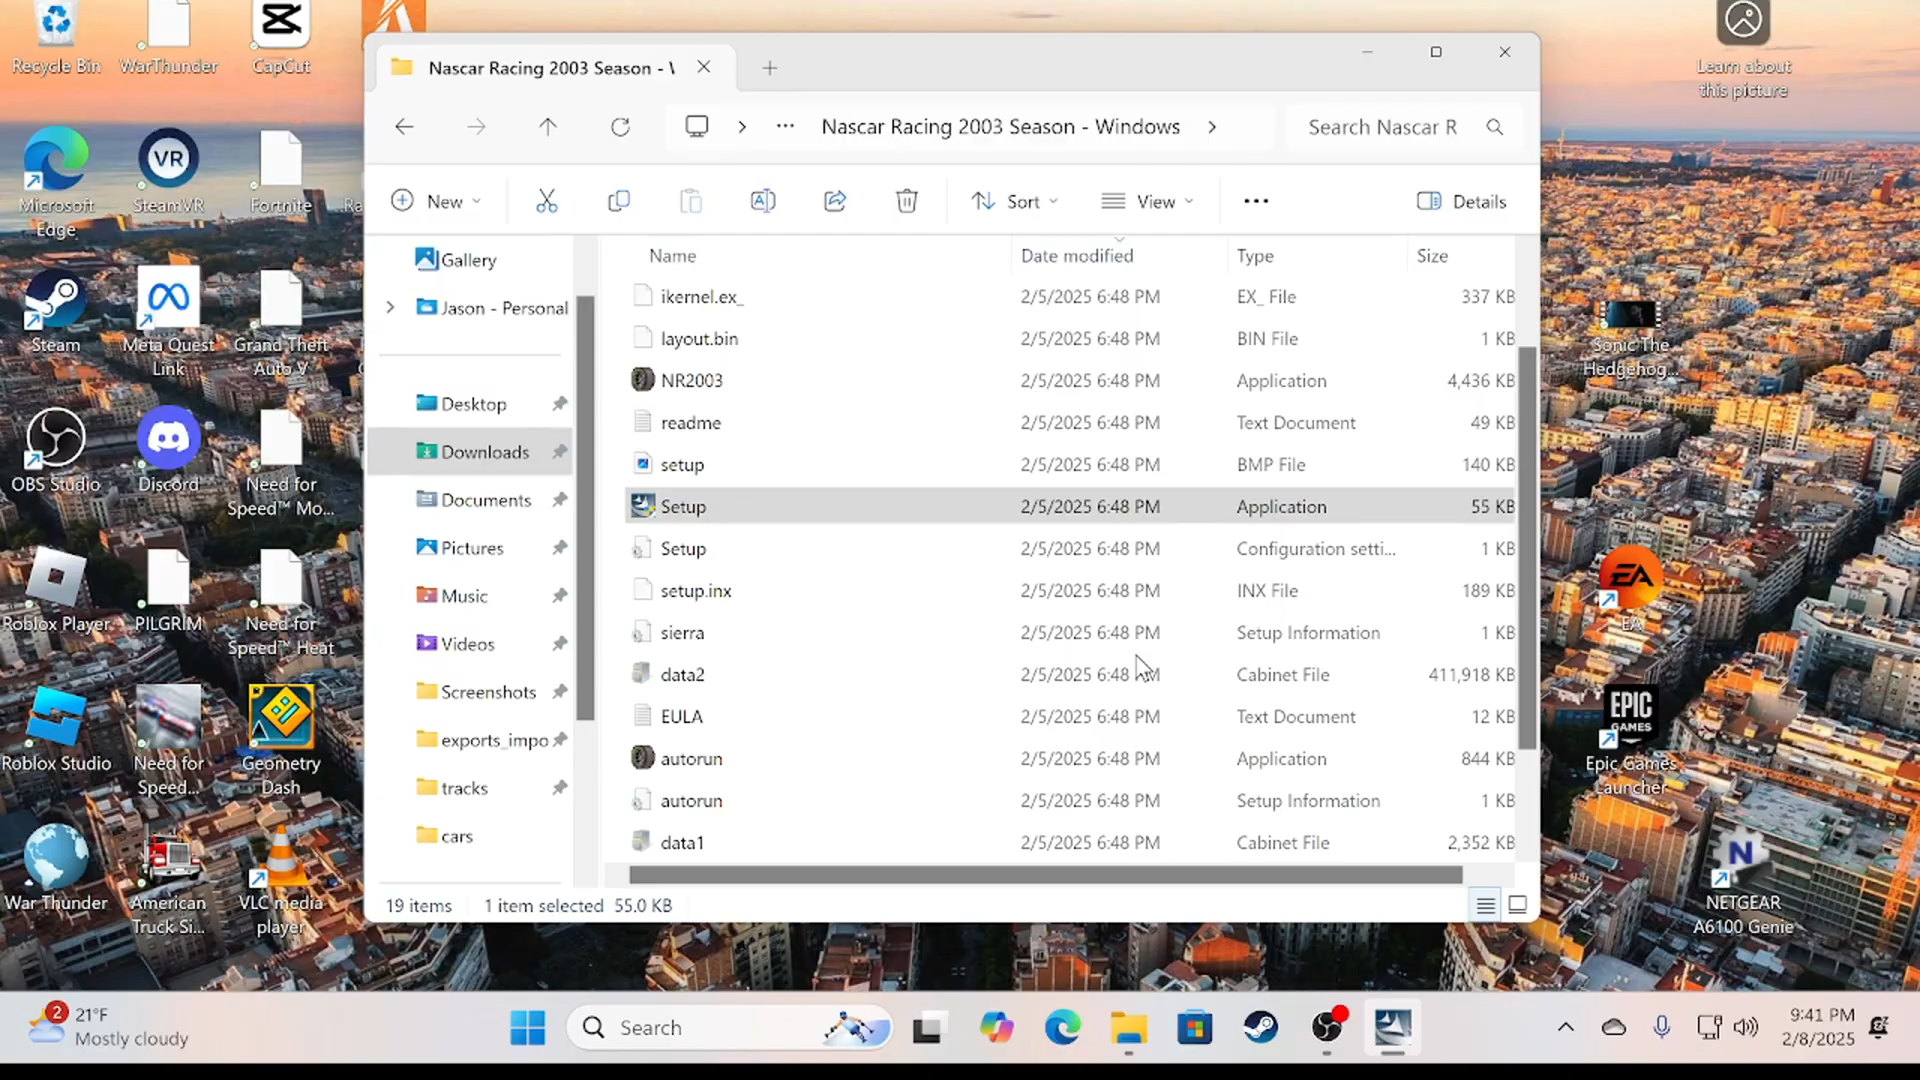 Recycle Bin
WarThunder
CapCut
Microsoft
Edge
VR
SteamVR
Fortnite
Ra
Steam
Meta Quest
Link
Grand Theft
Auto V
OBS Studio
Discord
Need for
Speed™ Mo...
Roblox Player
PILGRIM
Need for
Speed™ Heat
Roblox Studio
Need for
Speed...
Geometry
Dash
War Thunder
American
Truck Si...
VLC media
player
Nascar Racing 2003 Season - \
Nascar Racing 2003 Season - Windows
Search Nascar R
New
Sort
View
Details
Gallery
Jason - Personal
Desktop
Downloads
Documents
Pictures
Music
Videos
Screenshots
exports_impo
tracks
cars
Name Date modified Type Size
ikernel.ex_ 2/5/2025 6:48 PM EX_ File 337 KB
layout.bin 2/5/2025 6:48 PM BIN File 1 KB
NR2003 2/5/2025 6:48 PM Application 4,436 KB
readme 2/5/2025 6:48 PM Text Document 49 KB
setup 2/5/2025 6:48 PM BMP File 140 KB
Setup 2/5/2025 6:48 PM Application 55 KB
Setup 2/5/2025 6:48 PM Configuration setti... 1 KB
setup.inx 2/5/2025 6:48 PM INX File 189 KB
sierra 2/5/2025 6:48 PM Setup Information 1 KB
data2 2/5/2025 6:48 PM Cabinet File 411,918 KB
EULA 2/5/2025 6:48 PM Text Document 12 KB
autorun 2/5/2025 6:48 PM Application 844 KB
autorun 2/5/2025 6:48 PM Setup Information 1 KB
data1 2/5/2025 6:48 PM Cabinet File 2,352 KB
19 items 1 item selected 55.0 KB
Learn about
this picture
Sonic The
Hedgehog...
EA
EA
EPIC
GAMES
Epic Games
Launcher
N
NETGEAR
A6100 Genie
2
21°F
Mostly cloudy
Search
9:41 PM
2/8/2025